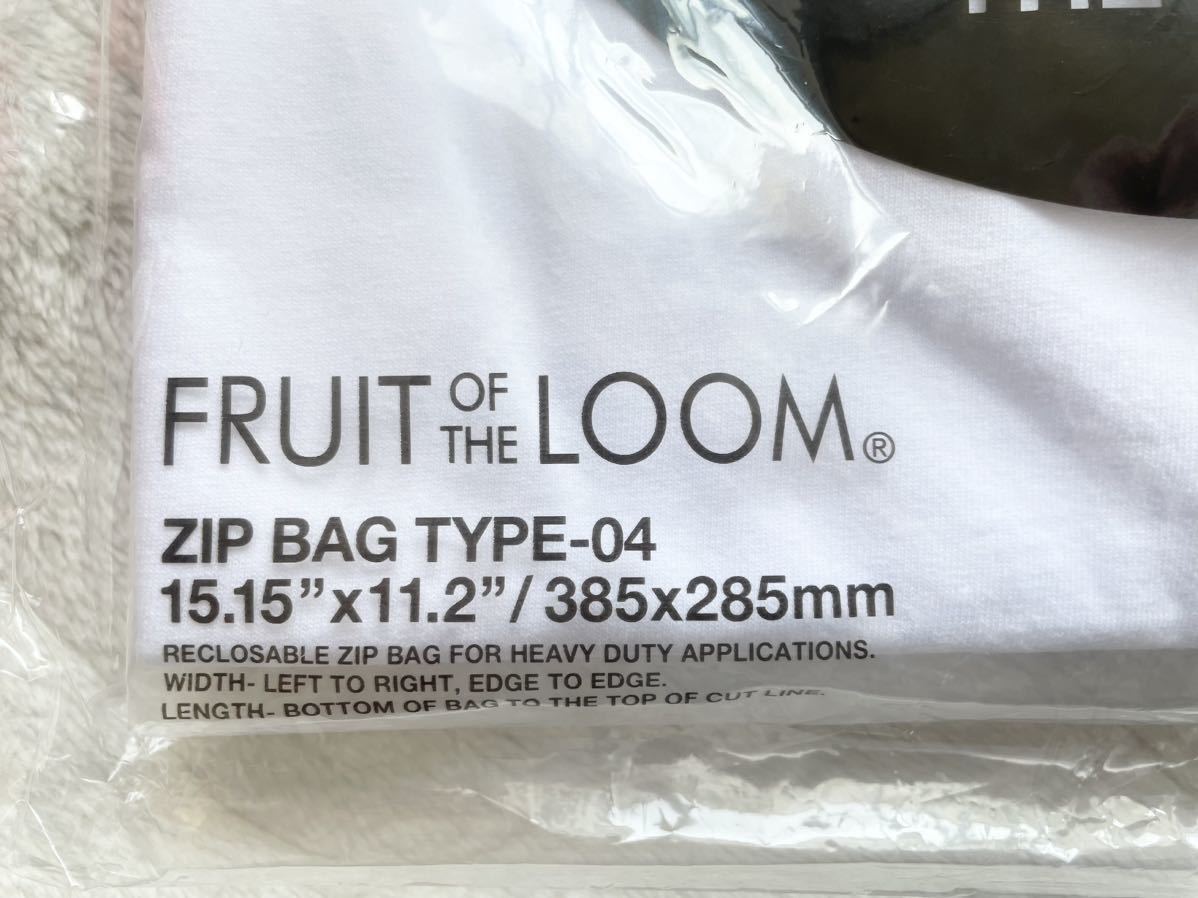 FRUIT OF THE LOOM®
ZIP BAG TYPE-04
15.15”x11.2”/385x285mm
RECLOSABLE ZIP BAG FOR HEAVY DUTY APPLICATIONS.
WIDTH- LEFT TO RIGHT, EDGE TO EDGE.
LENGTH- BOTTOM OF BAG TO THE TOP OF CUT LINE.